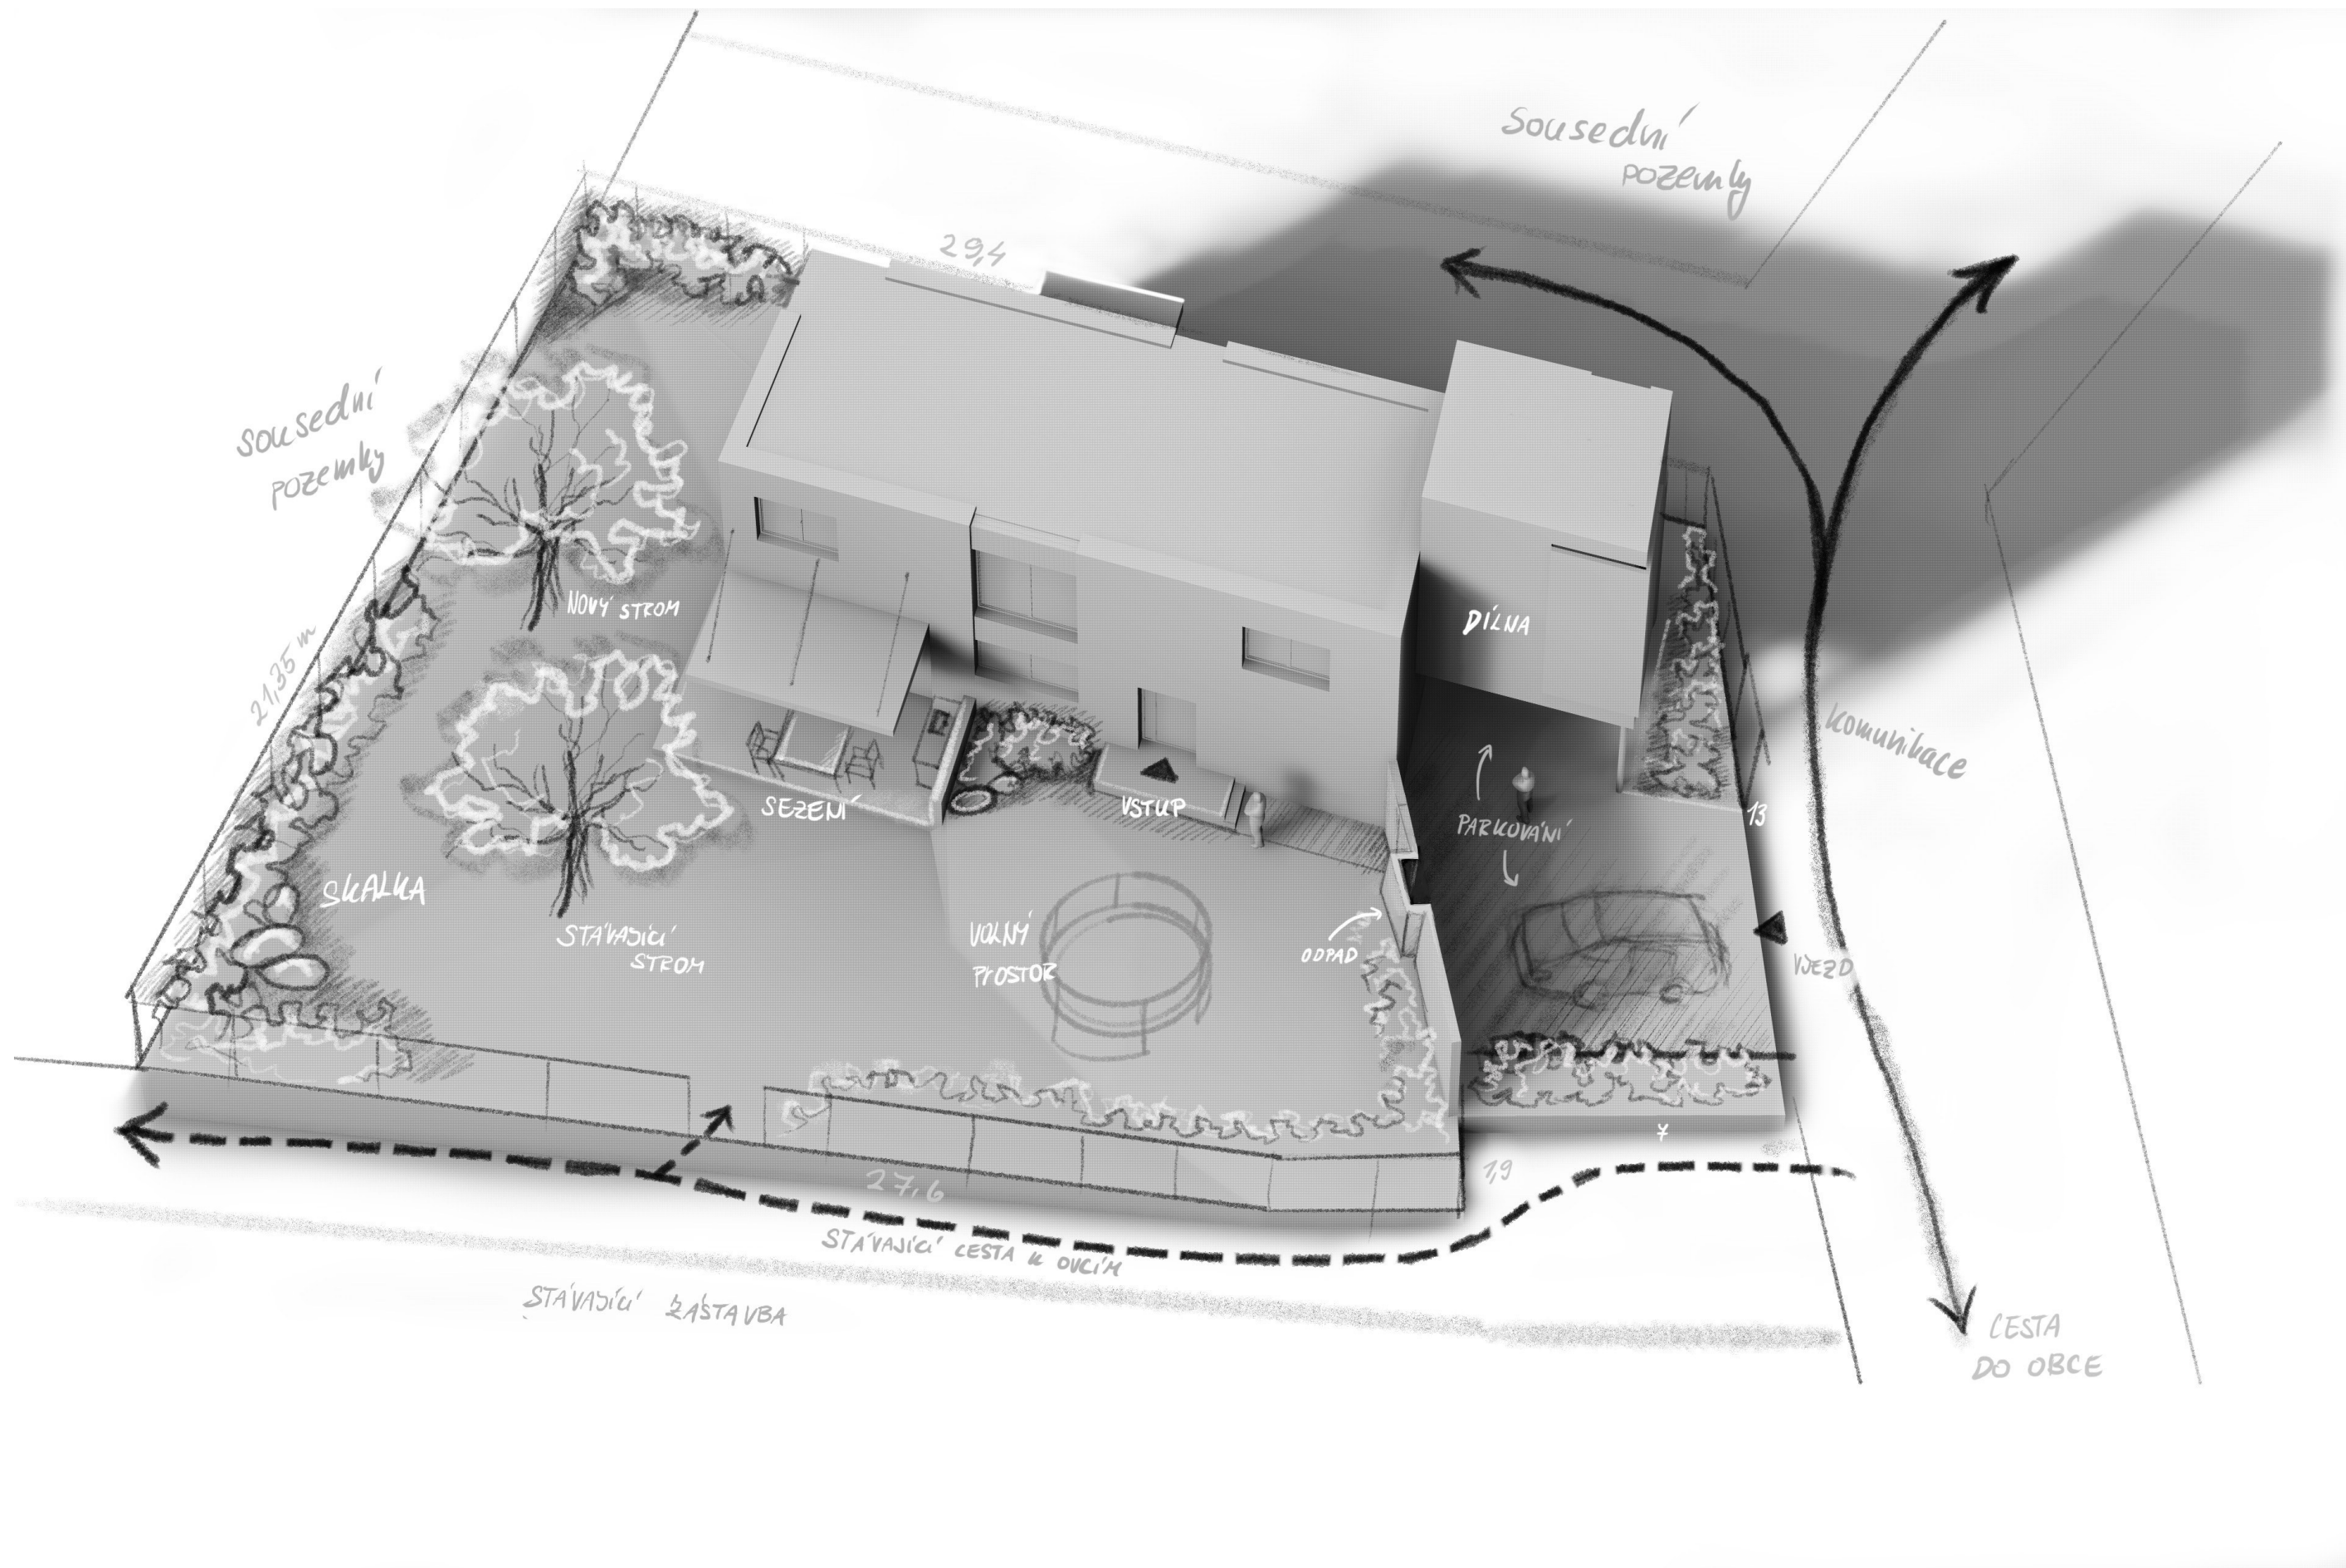 Sousední
pozemky
29,4
Sousední
pozemky
21,35 m
NOVÝ STROM
DÍLNA
komunikace
SEZENÍ
VSTUP
PARKOVÁNÍ
13
SKALKA
STÁVAJÍCÍ
STROM
VOLNÝ
PROSTOR
ODPAD
VJEZD
7
1,9
27,6
STÁVAJÍCÍ CESTA K OVCÍM
STÁVAJÍCÍ ZÁSTAVBA
CESTA
DO OBCE